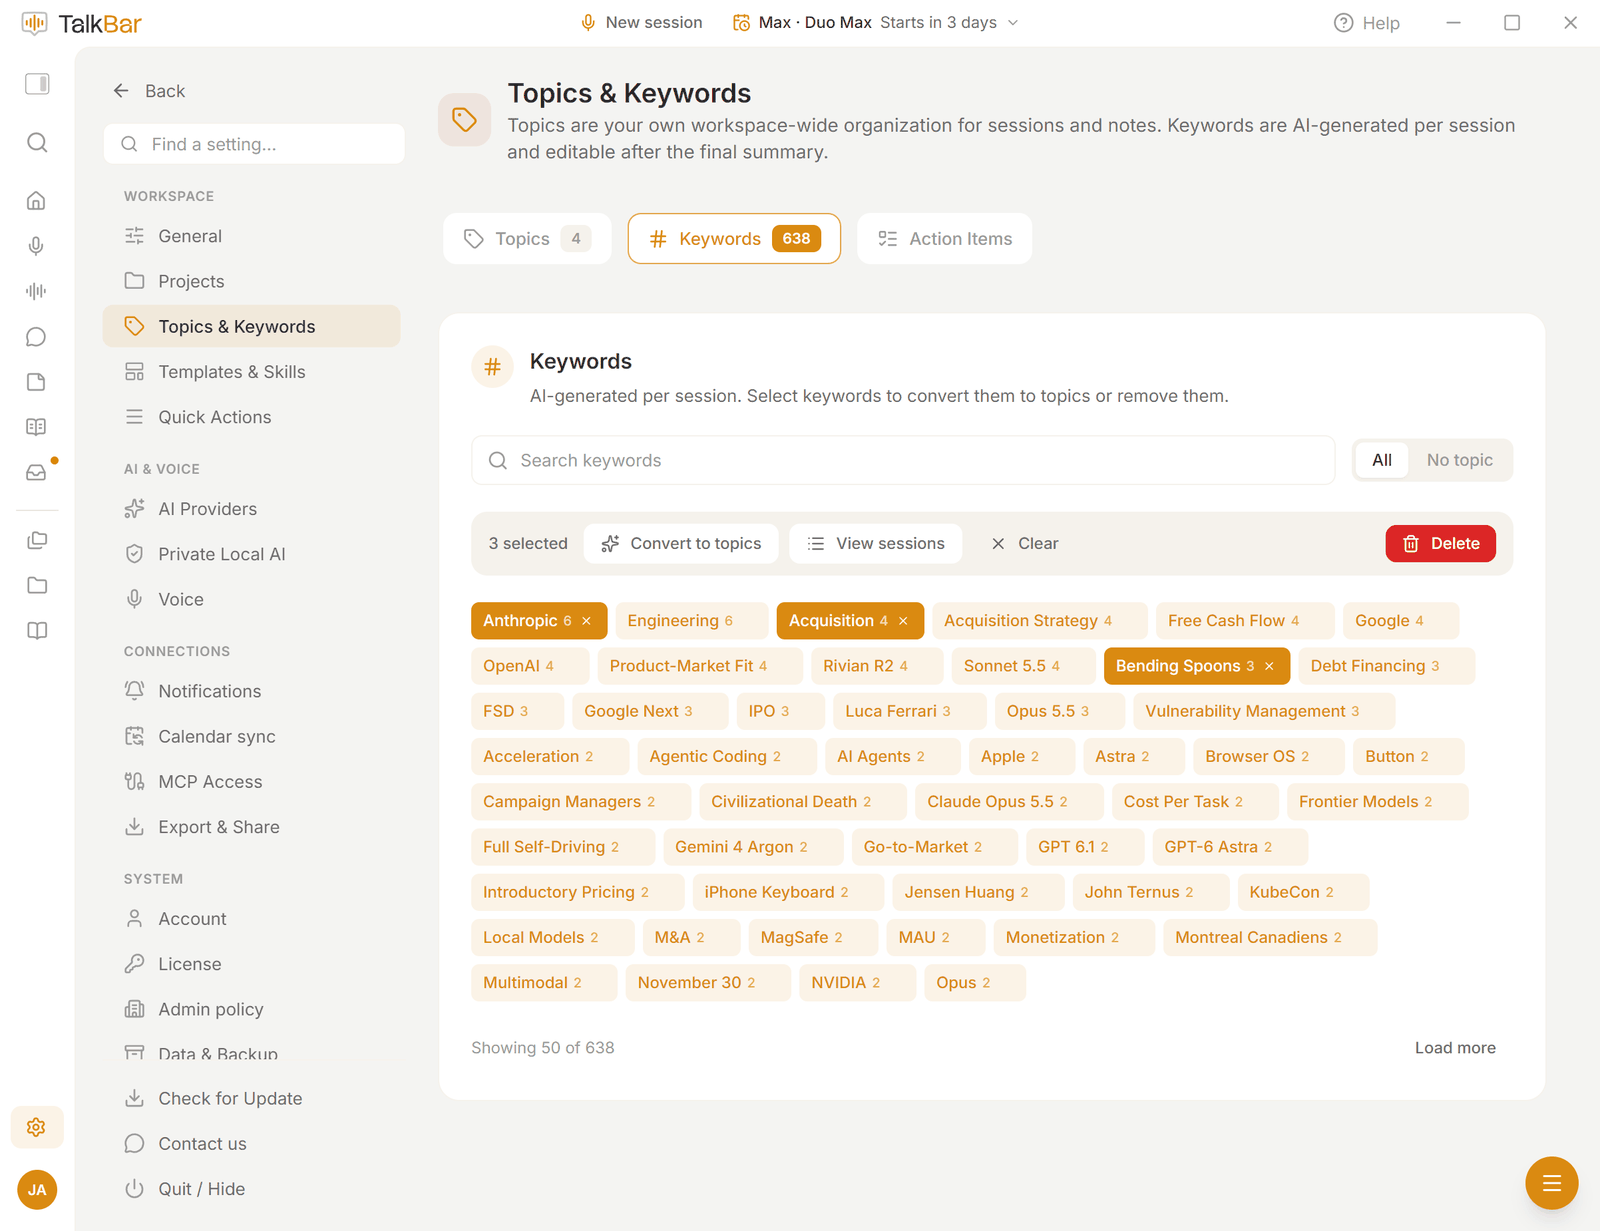 TalkBar
New session
Max · Duo Max Starts in 3 days
Help
Back
Find a setting...
WORKSPACE
General
Projects
Topics & Keywords
Templates & Skills
Quick Actions
AI & VOICE
AI Providers
Private Local AI
Voice
CONNECTIONS
Notifications
Calendar sync
MCP Access
Export & Share
SYSTEM
Account
License
Admin policy
Data & Backup
Check for Update
Contact us
Quit / Hide
JA
Topics & Keywords
Topics are your own workspace-wide organization for sessions and notes. Keywords are AI-generated per session
and editable after the final summary.
Topics 4
Keywords 638
Action Items
Keywords
AI-generated per session. Select keywords to convert them to topics or remove them.
Search keywords
All No topic
3 selected Convert to topics View sessions Clear Delete
Anthropic 6 Engineering 6 Acquisition 4 Acquisition Strategy 4 Free Cash Flow 4 Google 4
OpenAI 4 Product-Market Fit 4 Rivian R2 4 Sonnet 5.5 4 Bending Spoons 3 Debt Financing 3
FSD 3 Google Next 3 IPO 3 Luca Ferrari 3 Opus 5.5 3 Vulnerability Management 3
Acceleration 2 Agentic Coding 2 AI Agents 2 Apple 2 Astra 2 Browser OS 2 Button 2
Campaign Managers 2 Civilizational Death 2 Claude Opus 5.5 2 Cost Per Task 2 Frontier Models 2
Full Self-Driving 2 Gemini 4 Argon 2 Go-to-Market 2 GPT 6.1 2 GPT-6 Astra 2
Introductory Pricing 2 iPhone Keyboard 2 Jensen Huang 2 John Ternus 2 KubeCon 2
Local Models 2 M&A 2 MagSafe 2 MAU 2 Monetization 2 Montreal Canadiens 2
Multimodal 2 November 30 2 NVIDIA 2 Opus 2
Showing 50 of 638
Load more